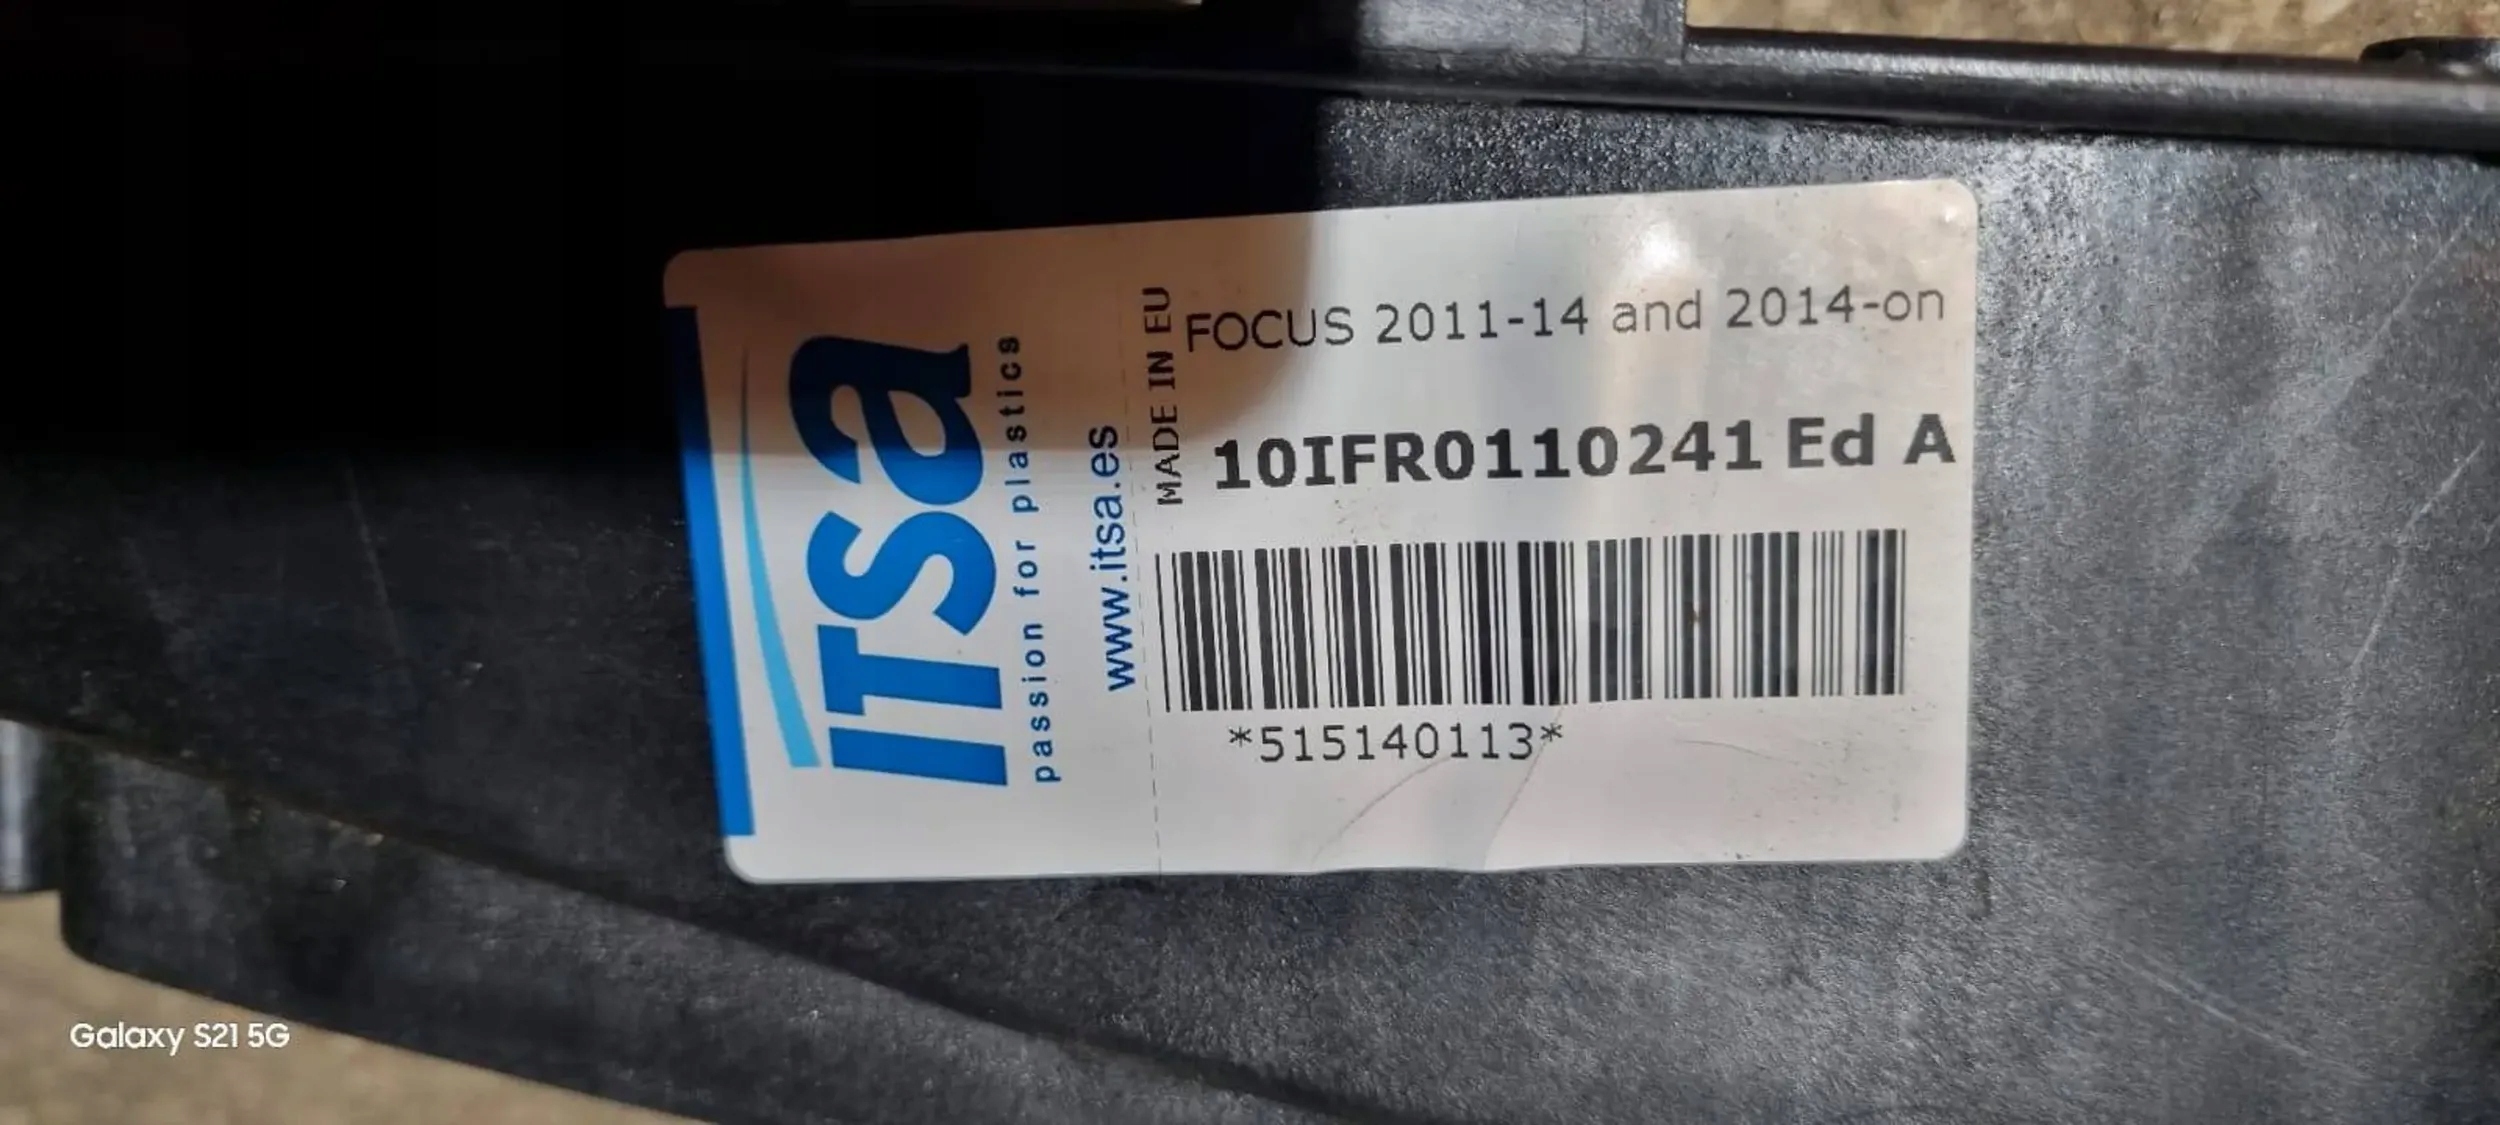 ITSa
passion for plastics
www.itsa.es
MADE IN EU
FOCUS 2011-14 and 2014-on
10IFR0110241 Ed A
*515140113*
Galaxy S21 5G